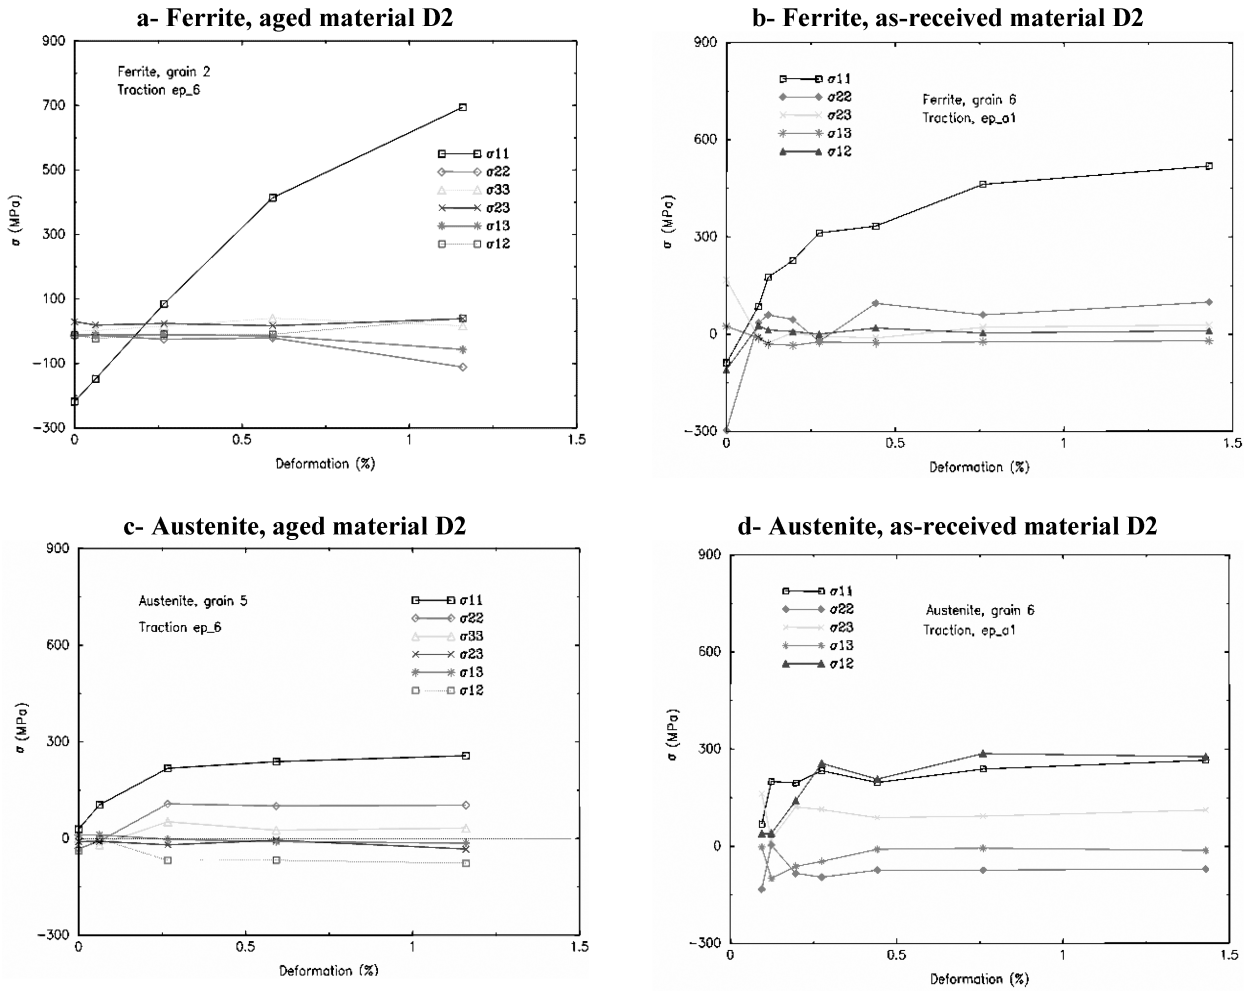 a- Ferrite, aged material D2
900
700
500
300
100
−100
−300
σ (MPa)
Ferrite, grain 2
Traction ep_6
σ11
σ22
σ33
σ23
σ13
σ12
0
0.5
1
1.5
Deformation (%)
b- Ferrite, as-received material D2
900
600
300
0
−300
σ (MPa)
σ11
σ22
σ23
σ13
σ12
Ferrite, grain 6
Traction, ep_a1
0
0.5
1
1.5
Deformation (%)
c- Austenite, aged material D2
900
600
300
0
−300
σ (MPa)
Austenite, grain 5
Traction ep_6
σ11
σ22
σ33
σ23
σ13
σ12
0
0.5
1
1.5
Deformation (%)
d- Austenite, as-received material D2
900
600
300
0
−300
σ (MPa)
σ11
σ22
σ23
σ13
σ12
Austenite, grain 6
Traction, ep_a1
0
0.5
1
1.5
Deformation (%)